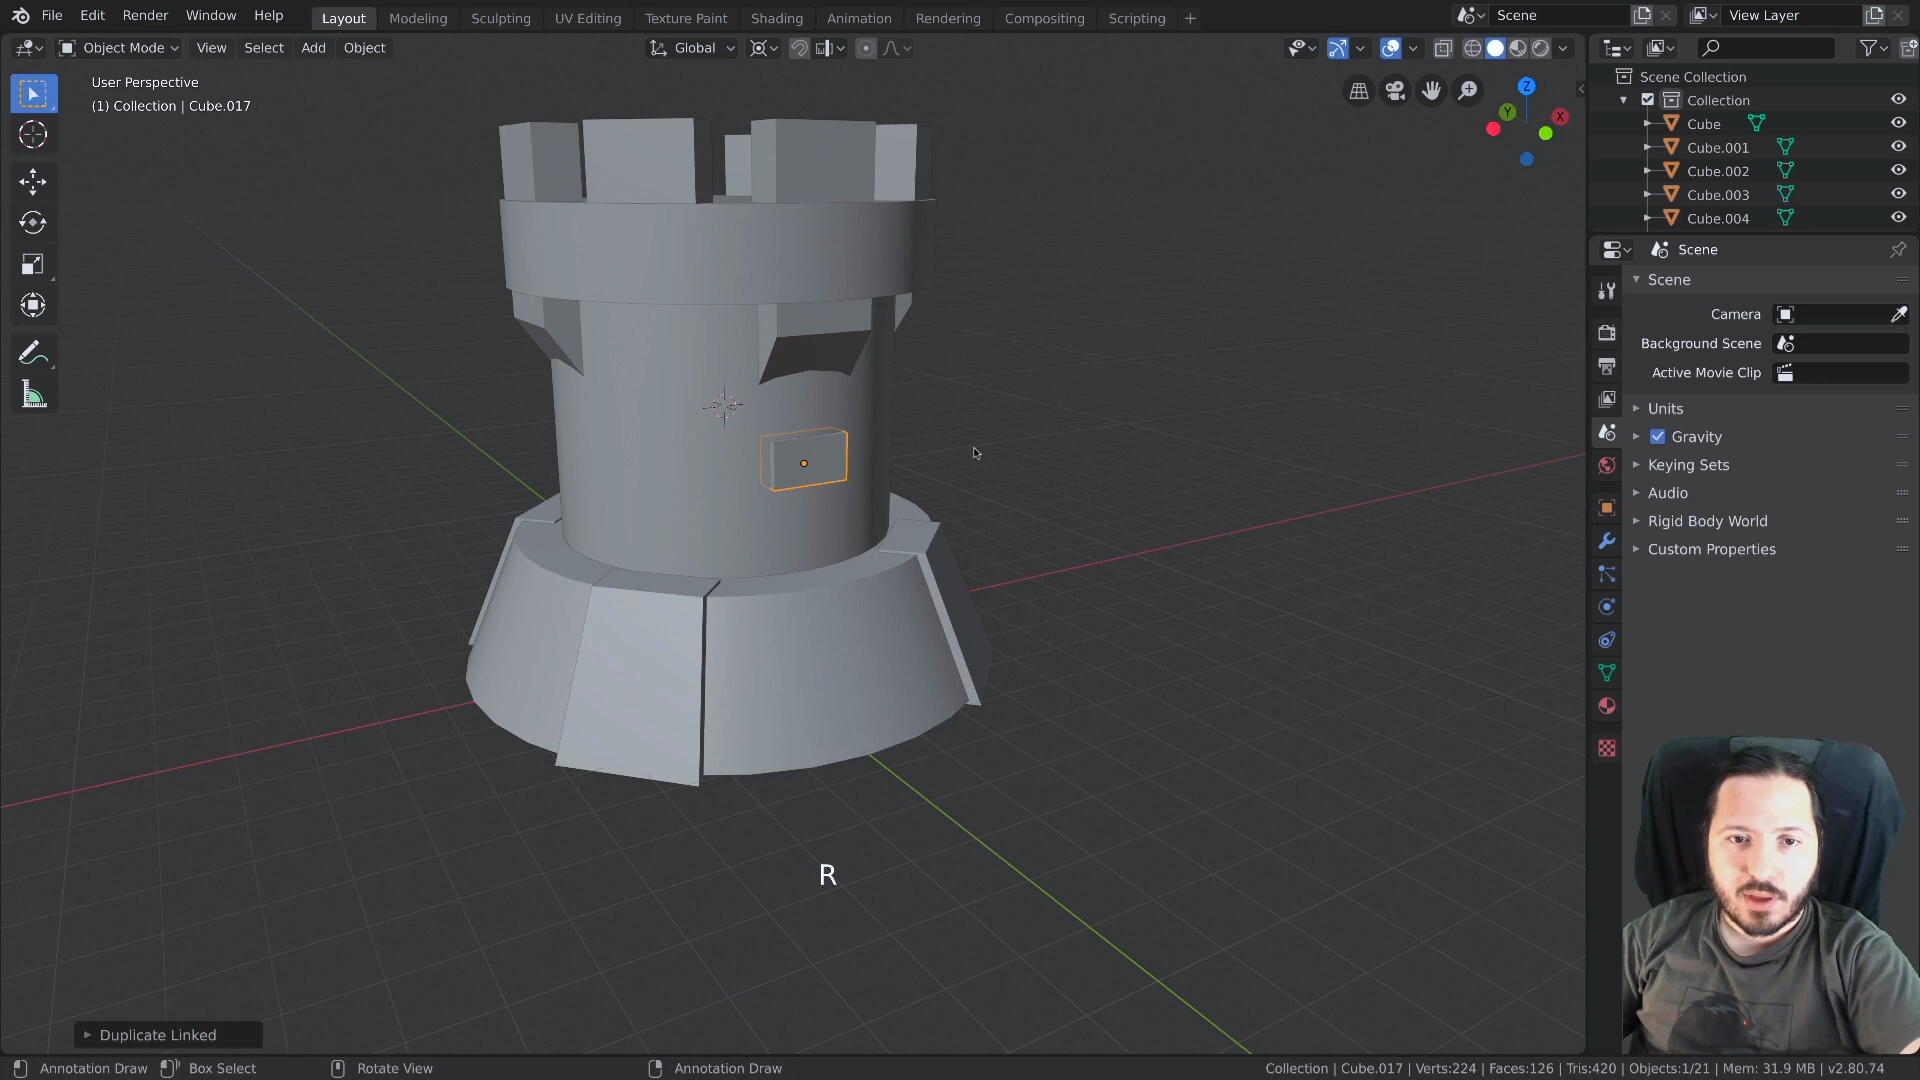 File Edit Render Window Help
Layout Modeling Sculpting UV Editing Texture Paint Shading Animation Rendering Compositing Scripting +
Scene
View Layer
Object Mode View Select Add Object
Global
User Perspective
(1) Collection | Cube.017
Z
Y
X
Scene Collection
Collection
Cube
Cube.001
Cube.002
Cube.003
Cube.004
Scene
Scene
Camera
Background Scene
Active Movie Clip
Units
Gravity
Keying Sets
Audio
Rigid Body World
Custom Properties
R
Duplicate Linked
Annotation Draw Box Select Rotate View Annotation Draw
Collection | Cube.017 | Verts:224 | Faces:126 | Tris:420 | Objects:1/21 | Mem: 31.9 MB | v2.80.74